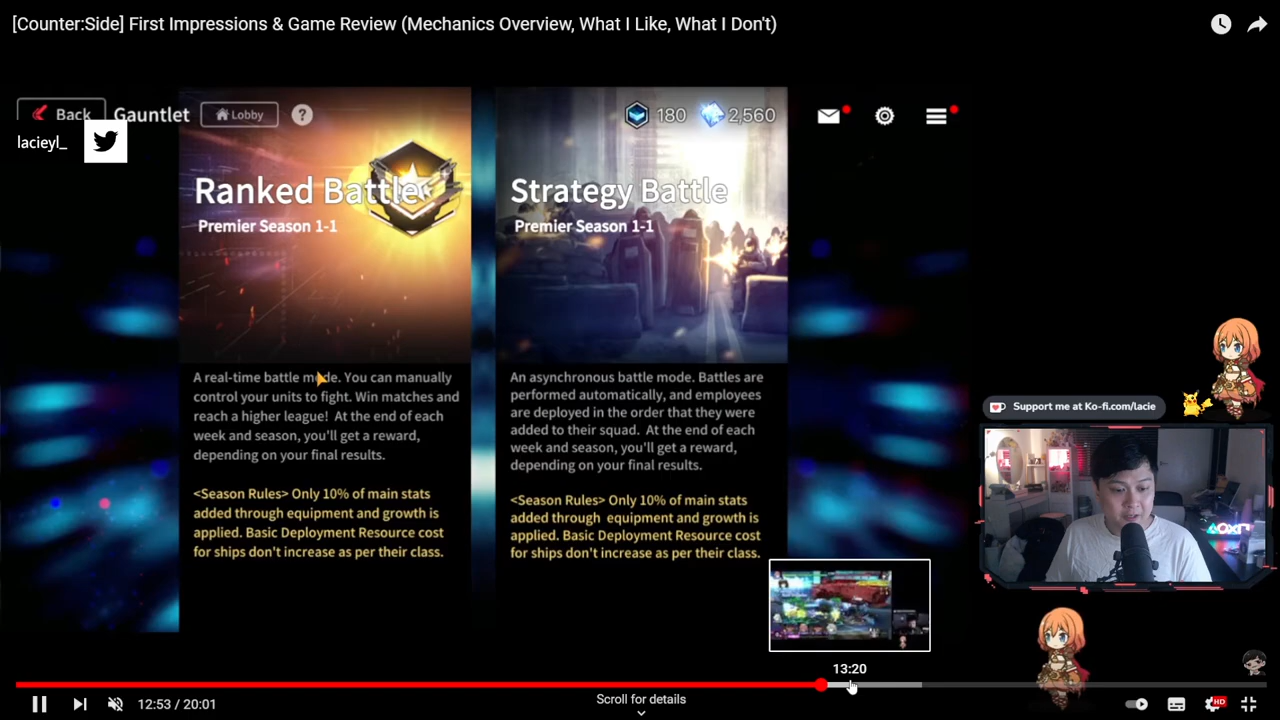 [Counter:Side] First Impressions & Game Review (Mechanics Overview, What I Like, What I Don't)
Back
Gauntlet
Lobby
?
180
2,560
lacieyl_
Ranked Battle
Premier Season 1-1
A real-time battle mode. You can manually
control your units to fight. Win matches and
reach a higher league! At the end of each
week and season, you'll get a reward,
depending on your final results.
<Season Rules> Only 10% of main stats
added through equipment and growth is
applied. Basic Deployment Resource cost
for ships don't increase as per their class.
Strategy Battle
Premier Season 1-1
An asynchronous battle mode. Battles are
performed automatically, and employees
are deployed in the order that they were
added to their squad. At the end of each
week and season, you'll get a reward,
depending on your final results.
<Season Rules> Only 10% of main stats
added through equipment and growth is
applied. Basic Deployment Resource cost
for ships don't increase as per their class.
Support me at Ko-fi.com/lacie
13:20
12:53 / 20:01
Scroll for details
HD